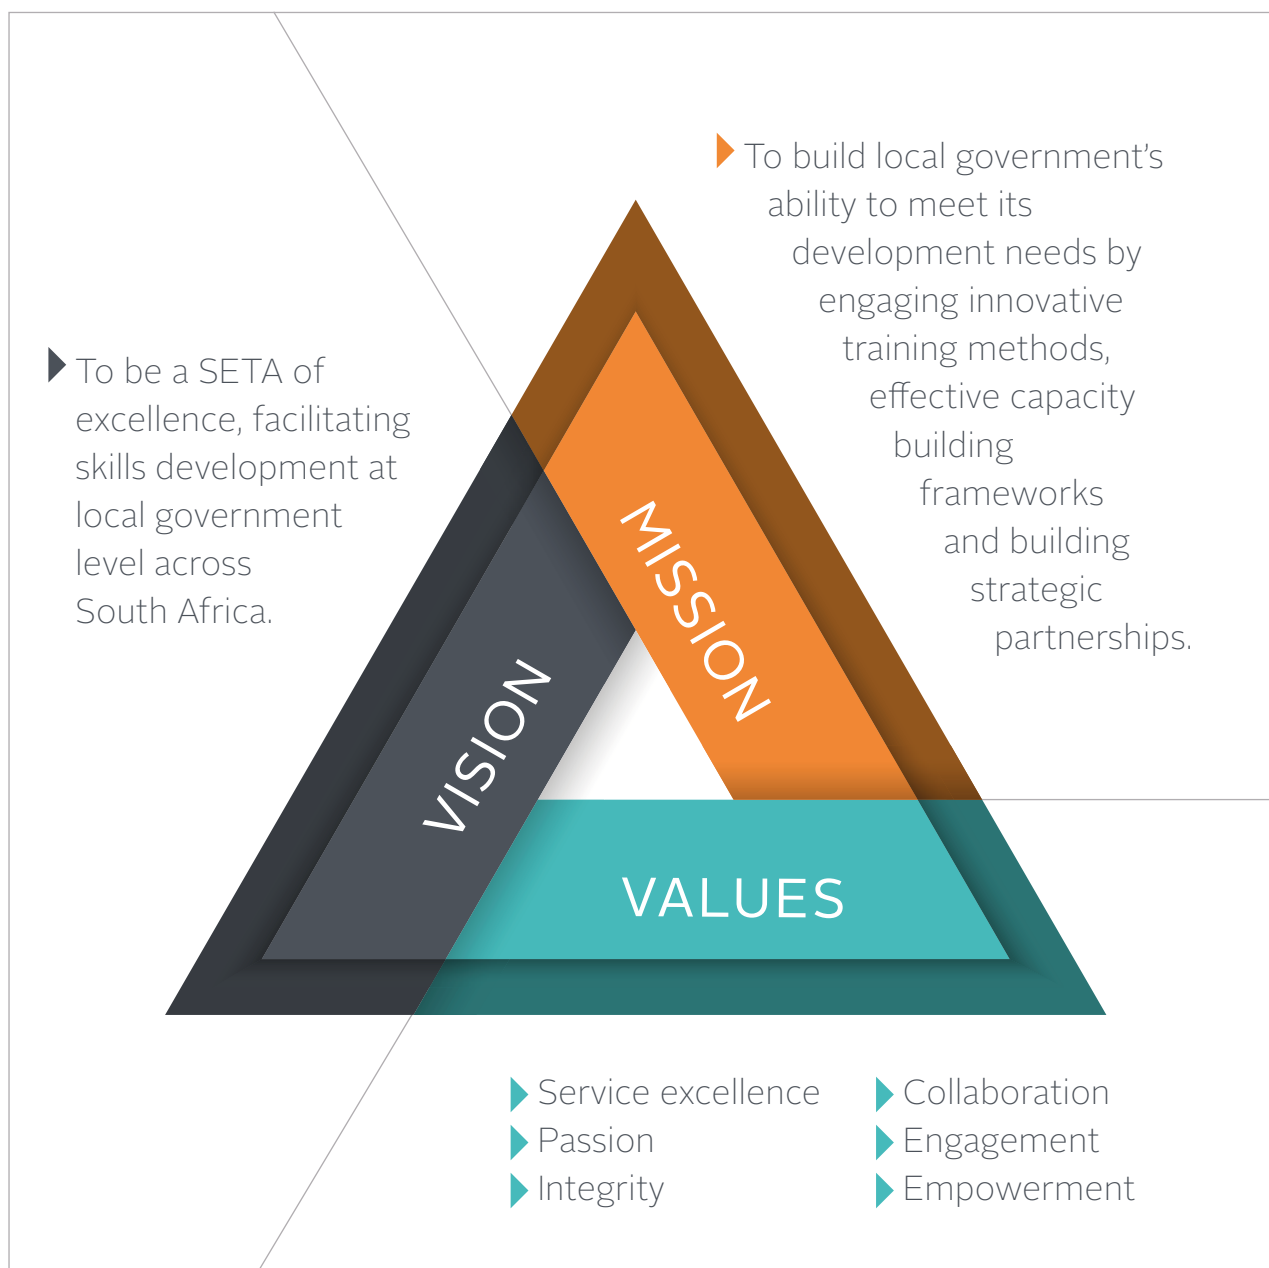 To build local government’s
ability to meet its
development needs by
engaging innovative
training methods,
effective capacity
building
frameworks
and building
strategic
partnerships.
To be a SETA of
excellence, facilitating
skills development at
local government
level across
South Africa.
MISSION
VISION
VALUES
Service excellence
Passion
Integrity
Collaboration
Engagement
Empowerment